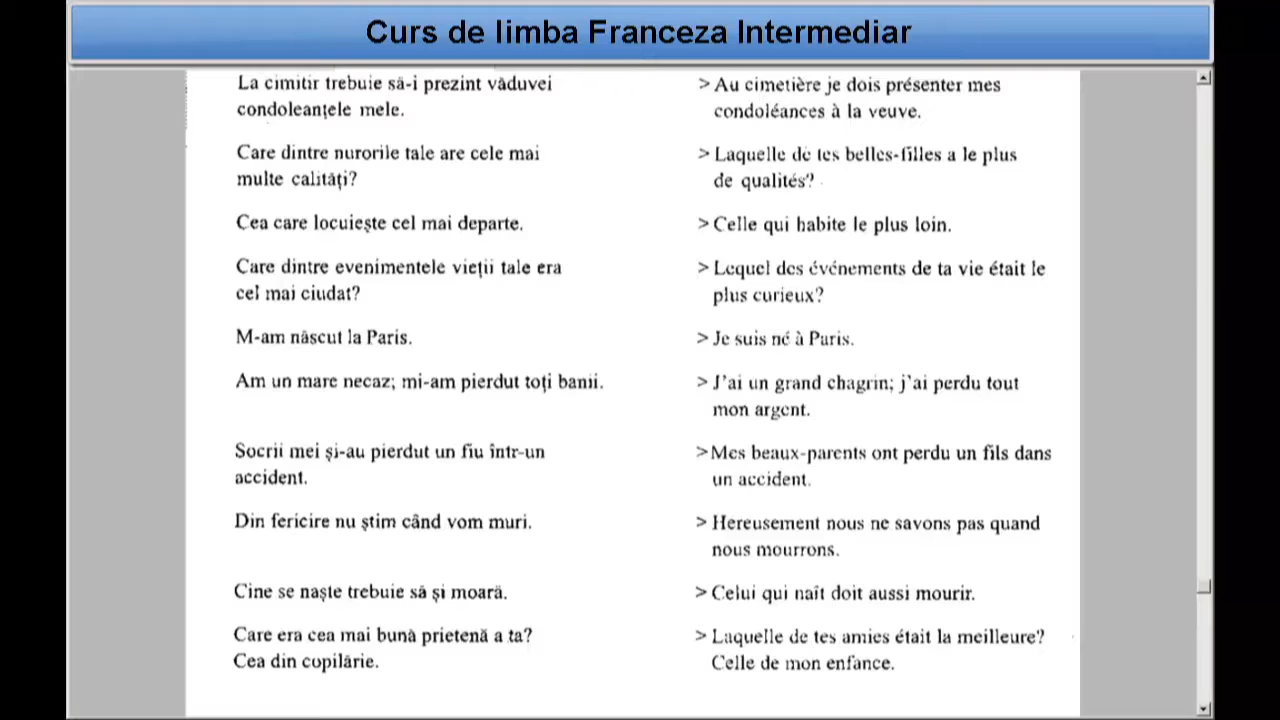 Curs de limba Franceza Intermediar
La cimitir trebuie să-i prezint văduvei
condoleanțele mele.
> Au cimetière je dois présenter mes
condoléances à la veuve.
Care dintre nurorile tale are cele mai
multe calități?
> Laquelle de tes belles-filles a le plus
de qualités?
Cea care locuiește cel mai departe.
> Celle qui habite le plus loin.
Care dintre evenimentele vieții tale era
cel mai ciudat?
> Lequel des événements de ta vie était le
plus curieux?
M-am născut la Paris.
> Je suis né à Paris.
Am un mare necaz; mi-am pierdut toți banii.
> J'ai un grand chagrin; j'ai perdu tout
mon argent.
Socrii mei și-au pierdut un fiu într-un
accident.
> Mes beaux-parents ont perdu un fils dans
un accident.
Din fericire nu știm când vom muri.
> Hereusement nous ne savons pas quand
nous mourrons.
Cine se naște trebuie să și moară.
> Celui qui naît doit aussi mourir.
Care era cea mai bună prietenă a ta?
Cea din copilărie.
> Laquelle de tes amies était la meilleure?
Celle de mon enfance.